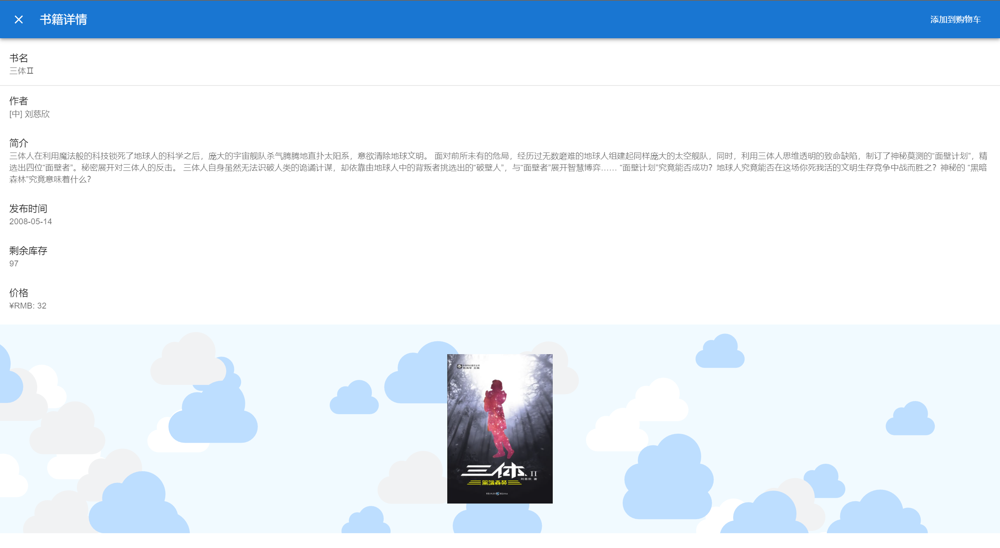 书籍详情
添加到购物车
书名
三体Ⅱ
作者
[中] 刘慈欣
简介
三体人在利用魔法般的科技锁死了地球人的科学之后，庞大的宇宙舰队杀气腾腾地直扑太阳系，意欲清除地球文明。 面对前所未有的危局，经历过无数磨难的地球人组建起同样庞大的太空舰队，同时，利用三体人思维透明的致命缺陷，制订了神秘莫测的“面壁计划”，精
选出四位“面壁者”。秘密展开对三体人的反击。 三体人自身虽然无法识破人类的诡谲计谋，却依靠由地球人中的背叛者挑选出的“破壁人”，与“面壁者”展开智慧博弈…… “面壁计划”究竟能否成功？地球人究竟能否在这场你死我活的文明生存竞争中战而胜之？神秘的 “黑暗
森林”究竟意味着什么？
发布时间
2008-05-14
剩余库存
97
价格
¥RMB: 32
中国科幻基石丛书
姚海军 主编
三体 II
刘慈欣 著
黑暗森林